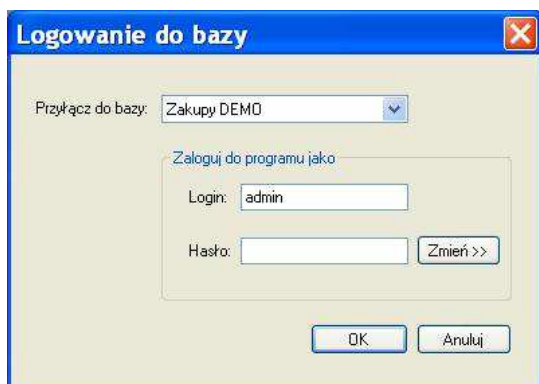 Logowanie do bazy
Przyłącz do bazy: Zakupy DEMO
Zaloguj do programu jako
Login: admin
Hasło: Zmień >>
OK Anuluj